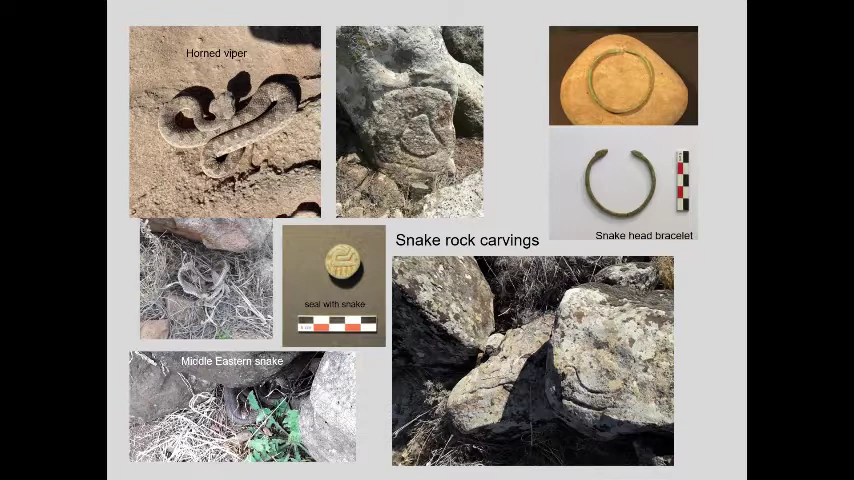 Horned viper
Snake head bracelet
Snake rock carvings
seal with snake
Middle Eastern snake